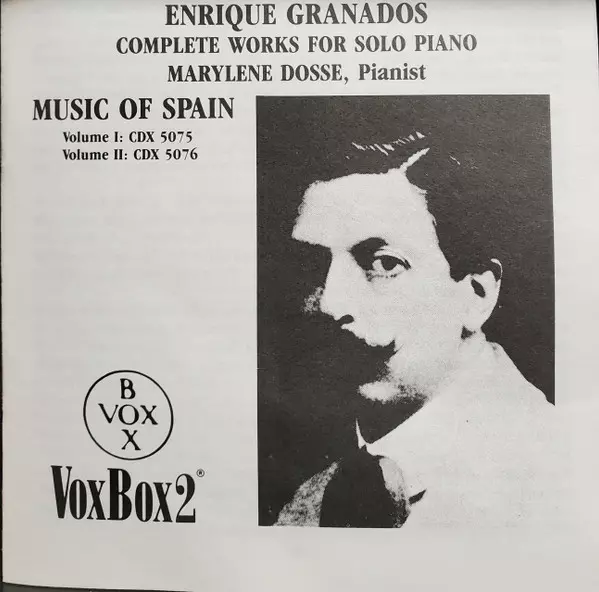 ENRIQUE GRANADOS
COMPLETE WORKS FOR SOLO PIANO
MARYLENE DOSSE, Pianist
MUSIC OF SPAIN
Volume I: CDX 5075
Volume II: CDX 5076
B
VOX
X
VoxBox2®